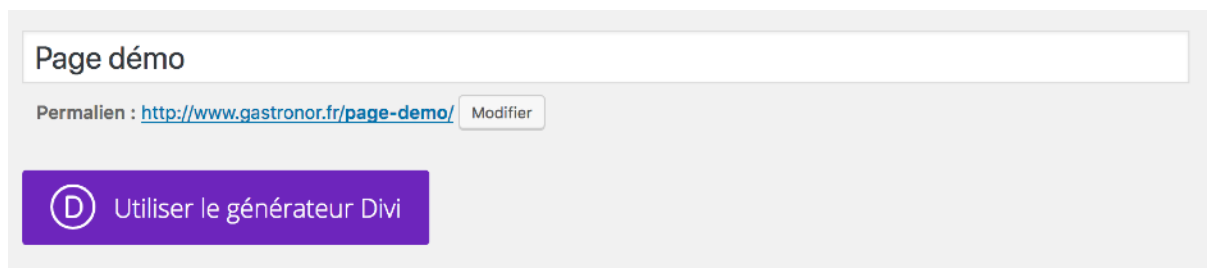 Page démo
Permalien : http://www.gastronor.fr/page-demo/ Modifier
D Utiliser le générateur Divi